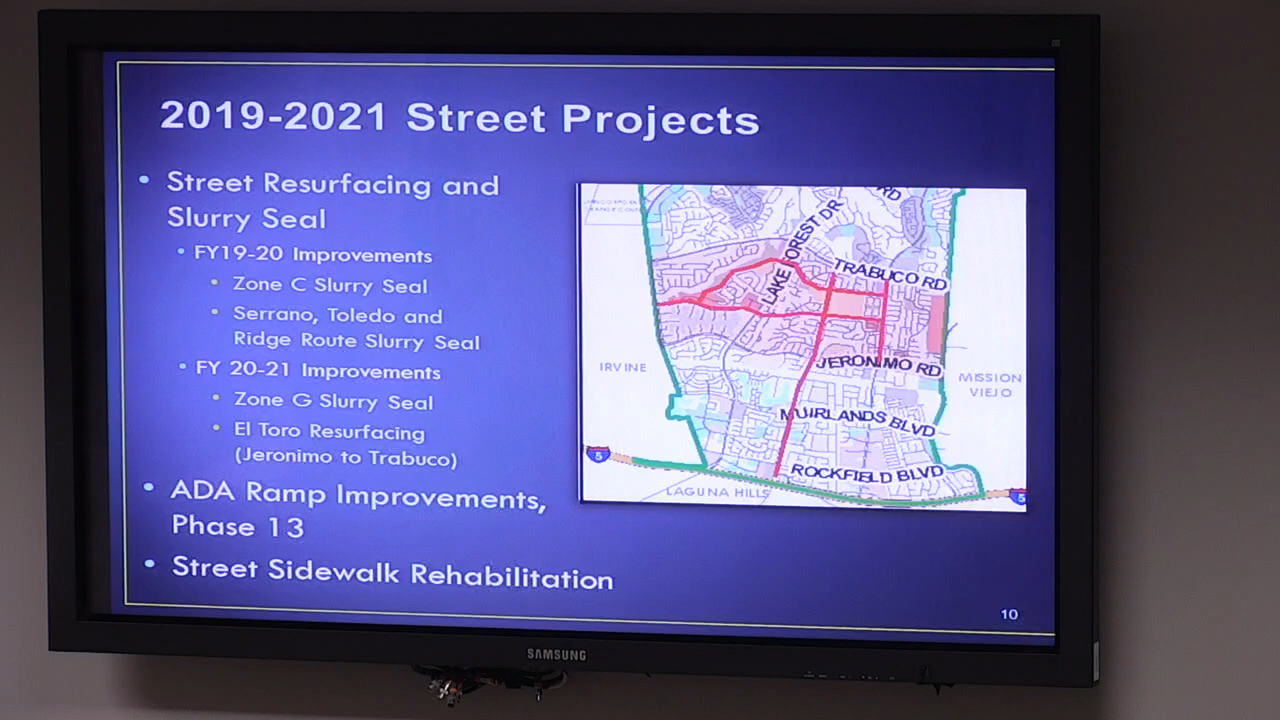 2019-2021 Street Projects
• Street Resurfacing and
Slurry Seal
• FY19-20 Improvements
• Zone C Slurry Seal
• Serrano, Toledo and
Ridge Route Slurry Seal
• FY 20-21 Improvements
• Zone G Slurry Seal
• El Toro Resurfacing
(Jeronimo to Trabuco)
• ADA Ramp Improvements,
Phase 13
• Street Sidewalk Rehabilitation
RD
LAKE FOREST DR
TRABUCO RD
IRVINE
JERONIMO RD
MISSION
VIEJO
MUIRLANDS BLVD
5
ROCKFIELD BLVD
LAGUNA HILLS
5
10
SAMSUNG